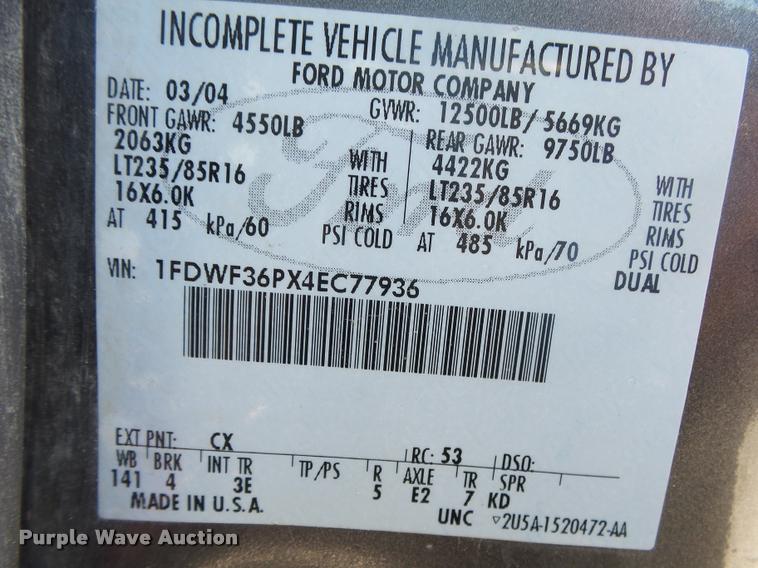 INCOMPLETE VEHICLE MANUFACTURED BY
FORD MOTOR COMPANY
DATE: 03/04 GVWR: 12500LB/ 5669KG
FRONT GAWR: 4550LB REAR GAWR: 9750LB
2063KG WITH 4422KG WITH
LT235/85R16 TIRES LT235/85R16 TIRES
16X6.0K RIMS 16X6.0K RIMS
AT 415 kPa/60 PSI COLD AT 485 kPa/70 PSI COLD
DUAL
VIN: 1FDWF36PX4EC77936
Ford
EXT PNT: CX RC: 53 DSO:
WB BRK INT TR TP/PS R AXLE TR SPR
141 4 3E 5 E2 7 KD
MADE IN U.S.A. UNC ▽2U5A-1520472-AA
Purple Wave Auction